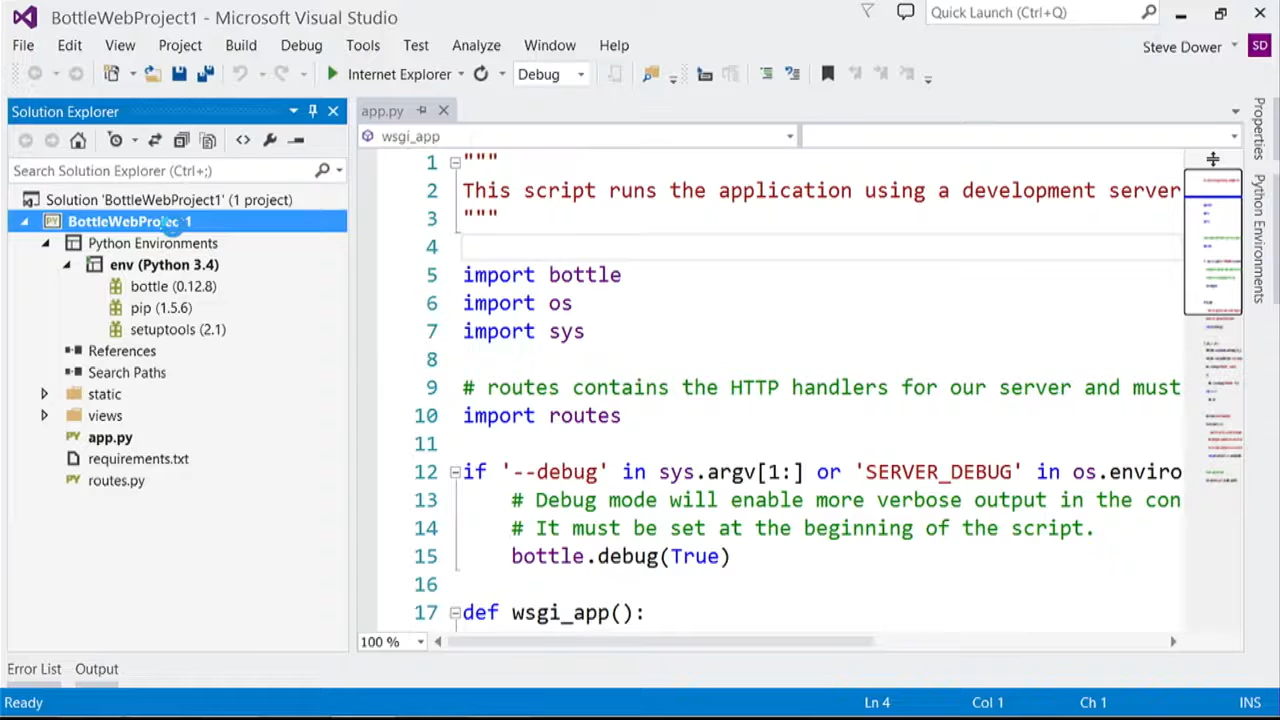 BottleWebProject1 - Microsoft Visual Studio
Quick Launch (Ctrl+Q)
File Edit View Project Build Debug Tools Test Analyze Window Help
Steve Dower
SD
Internet Explorer
Debug
Solution Explorer
Search Solution Explorer (Ctrl+;)
Solution 'BottleWebProject1' (1 project)
BottleWebProject1
Python Environments
env (Python 3.4)
bottle (0.12.8)
pip (1.5.6)
setuptools (2.1)
References
Search Paths
static
views
app.py
requirements.txt
routes.py
app.py
wsgi_app
1 """
2 This script runs the application using a development server
3 """
4
5 import bottle
6 import os
7 import sys
8
9 # routes contains the HTTP handlers for our server and must
10 import routes
11
12 if '--debug' in sys.argv[1:] or 'SERVER_DEBUG' in os.enviro
13 # Debug mode will enable more verbose output in the con
14 # It must be set at the beginning of the script.
15 bottle.debug(True)
16
17 def wsgi_app():
100 %
Properties
Python Environments
Error List Output
Ready Ln 4 Col 1 Ch 1 INS